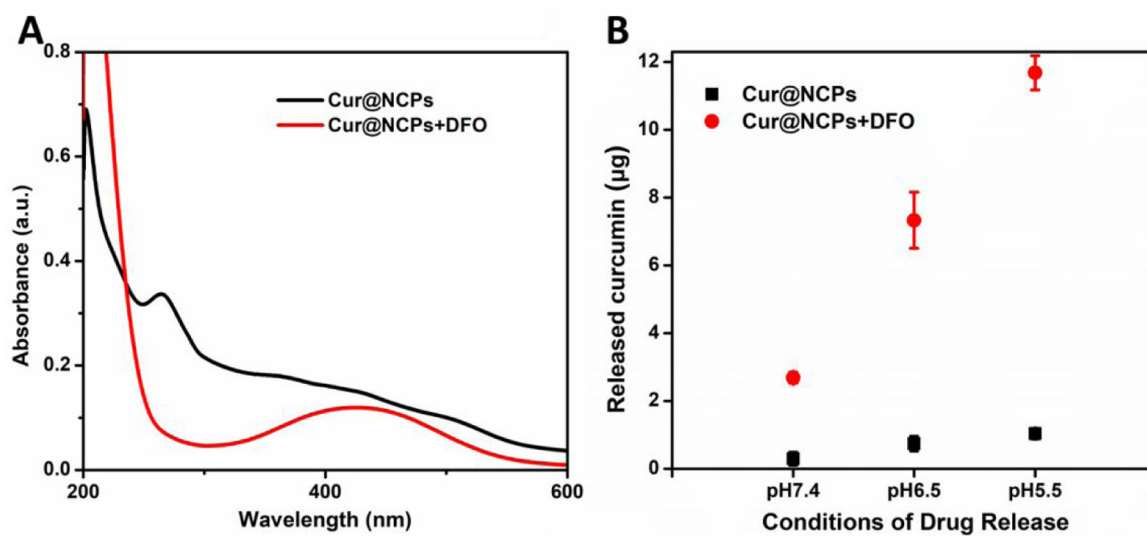 A
0.8
0.6
0.4
0.2
0.0
Absorbance (a.u.)
Cur@NCPs
Cur@NCPs+DFO
200
400
600
Wavelength (nm)
B
12
10
8
6
4
2
0
Released curcumin (µg)
Cur@NCPs
Cur@NCPs+DFO
pH7.4
pH6.5
pH5.5
Conditions of Drug Release